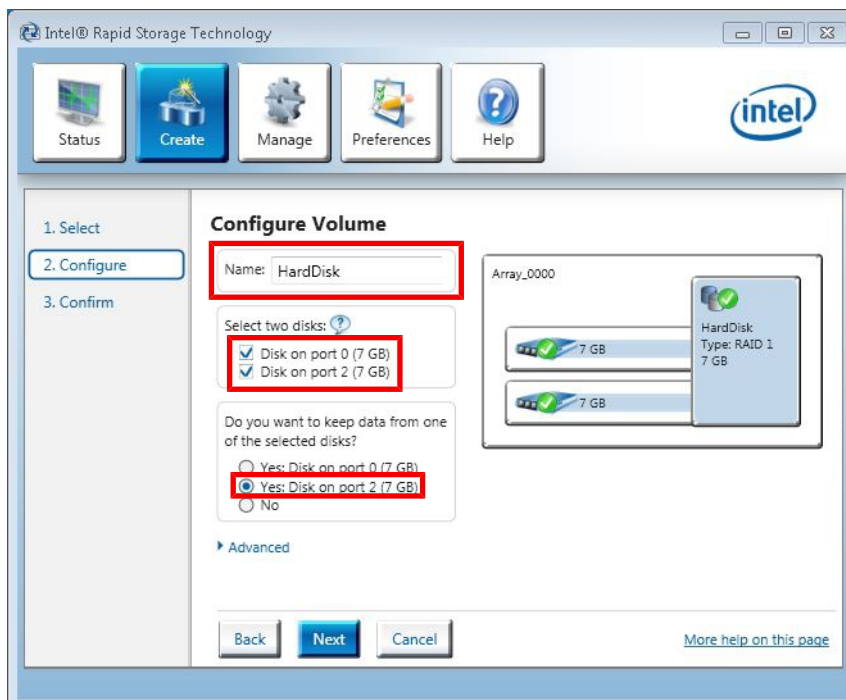 Intel® Rapid Storage Technology
Status
Create
Manage
Preferences
Help
intel
1. Select
2. Configure
3. Confirm
Configure Volume
Name: HardDisk
Select two disks: ?
Disk on port 0 (7 GB)
Disk on port 2 (7 GB)
Do you want to keep data from one
of the selected disks?
Yes: Disk on port 0 (7 GB)
Yes: Disk on port 2 (7 GB)
No
Advanced
Array_0000
7 GB
7 GB
HardDisk
Type: RAID 1
7 GB
Back
Next
Cancel
More help on this page